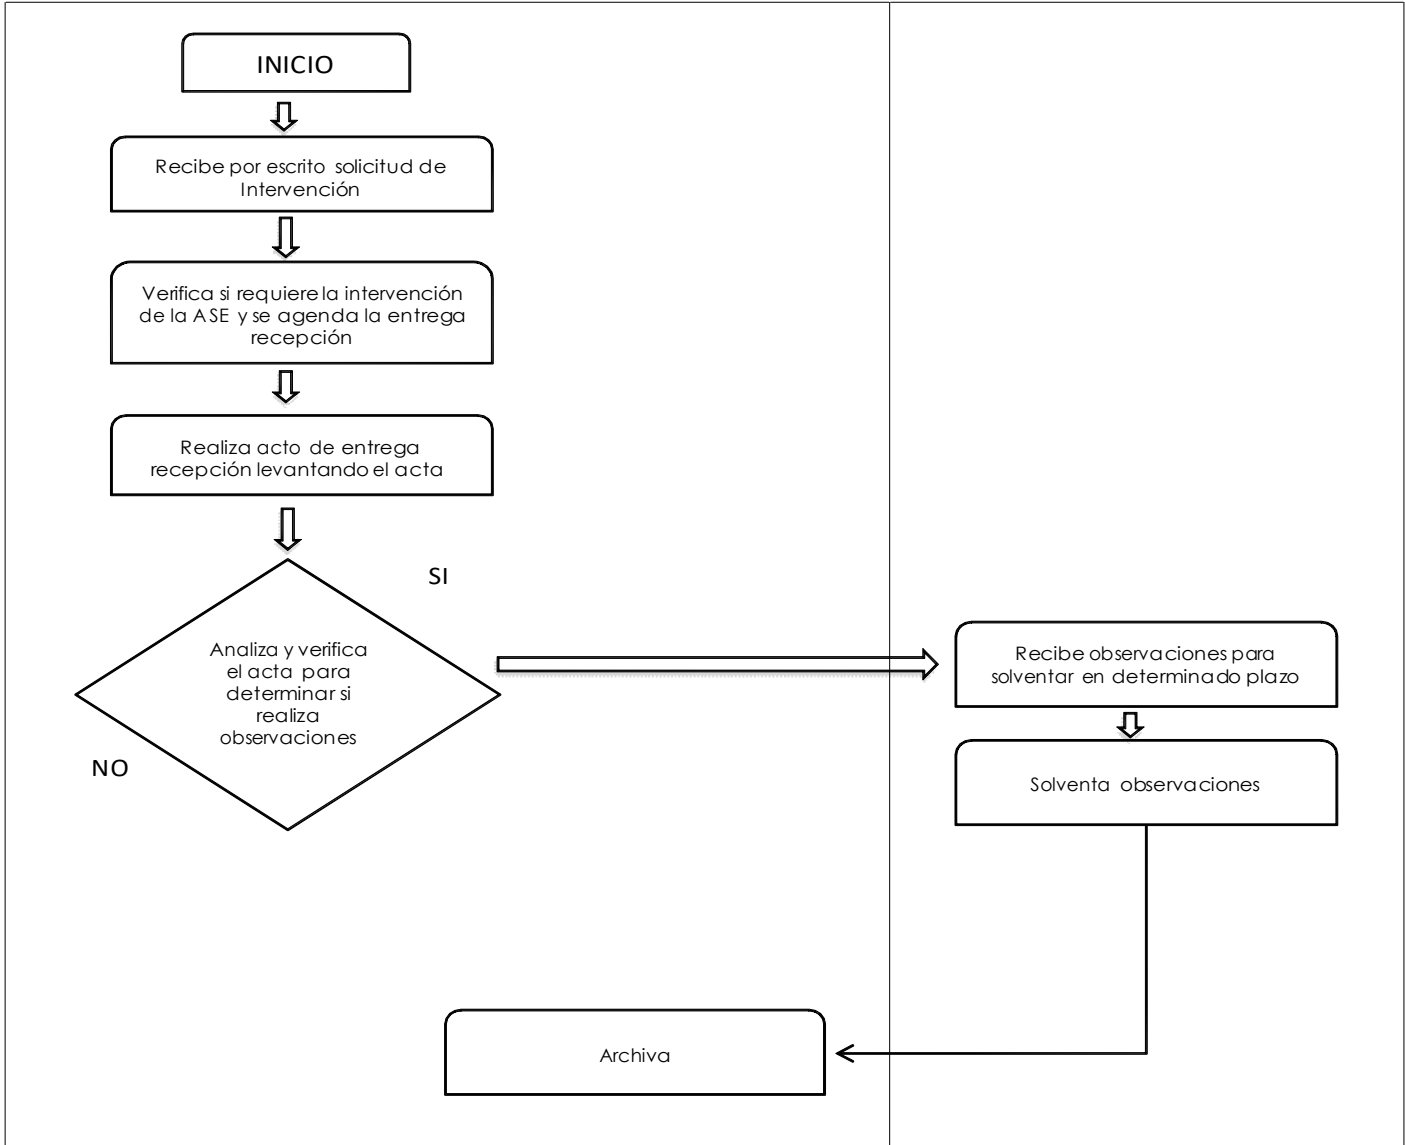 INICIO
Recibe por escrito solicitud de
Intervención
Verifica si requiere la intervención
de la ASE y se agenda la entrega
recepción
Realiza acto de entrega
recepción levantando el acta
SI
Analiza y verifica
el acta para
determinar si
realiza
observaciones
NO
Recibe observaciones para
solventar en determinado plazo
Solventa observaciones
Archiva